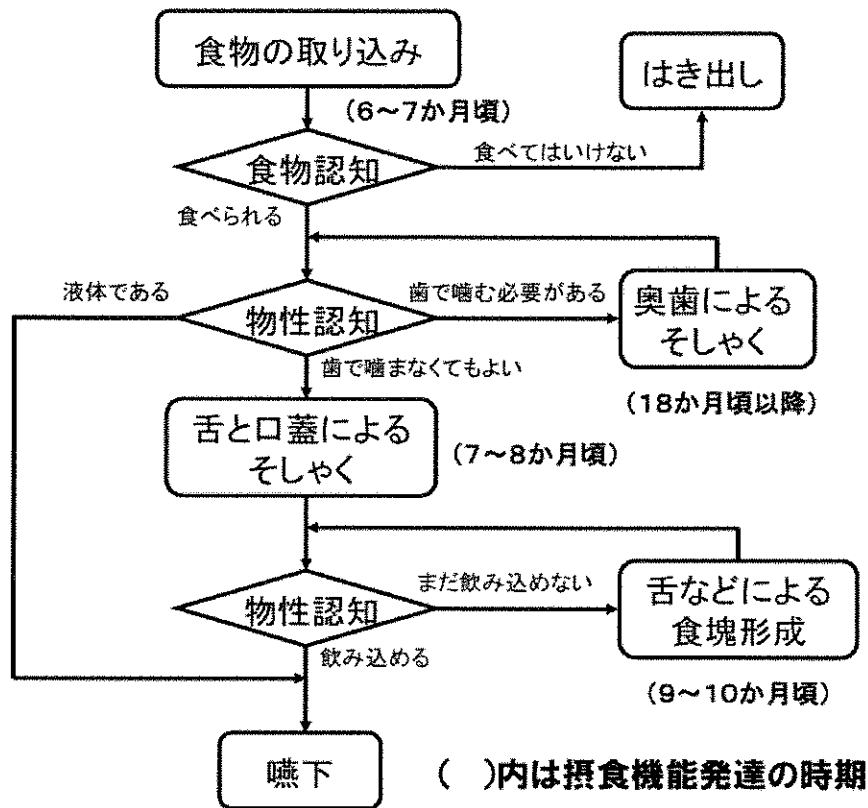 食物の取り込み
はき出し
(6〜7か月頃)
食物認知
食べてはいけない
食べられる
液体である
物性認知
歯で噛む必要がある
奥歯による
そしゃく
歯で噛まなくてもよい
(18か月頃以降)
舌と口蓋による
そしゃく
(7〜8か月頃)
物性認知
まだ飲み込めない
舌などによる
食塊形成
飲み込める
(9〜10か月頃)
嚥下
( )内は摂食機能発達の時期